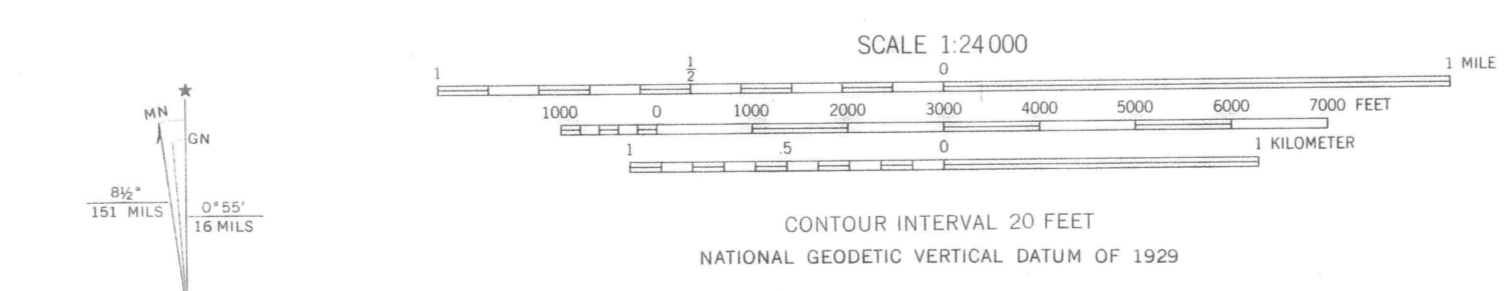 SCALE 1:24 000
1 ½ 0 1 MILE
1000 0 1000 2000 3000 4000 5000 6000 7000 FEET
1 .5 0 1 KILOMETER
CONTOUR INTERVAL 20 FEET
NATIONAL GEODETIC VERTICAL DATUM OF 1929
MN
GN
8½°
151 MILS
0°55'
16 MILS